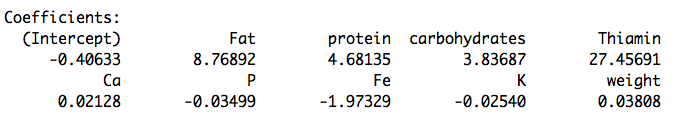 Coefficients:
(Intercept) Fat protein carbohydrates Thiamin
-0.40633 8.76892 4.68135 3.83687 27.45691
Ca P Fe K weight
0.02128 -0.03499 -1.97329 -0.02540 0.03808